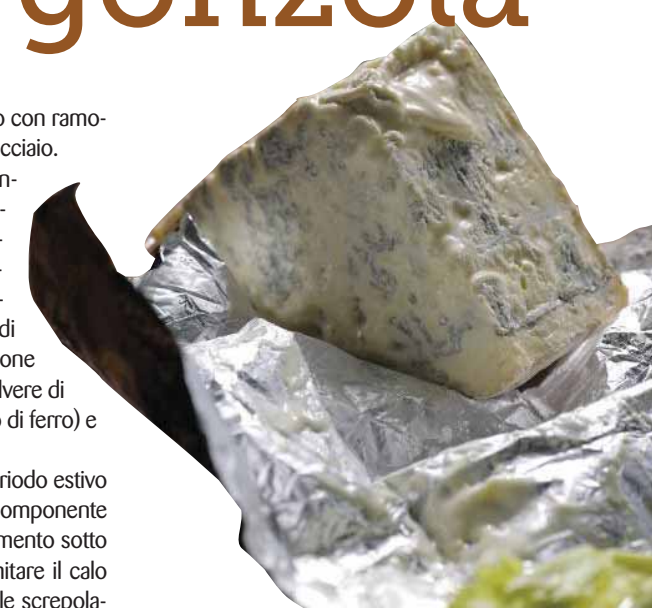 gonzola
o con ramo-
cciaio.
n-
-
-
-
-
di
one
lvere di
o di ferro) e
riodo estivo
omponente
mento sotto
nitare il calo
le screpola-